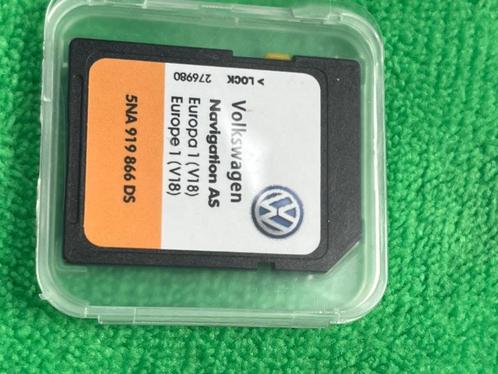 > LOCK
276980
Volkswagen
Navigation AS
Europa 1 (V18)
Europe 1 (V18)
5NA 919 866 DS